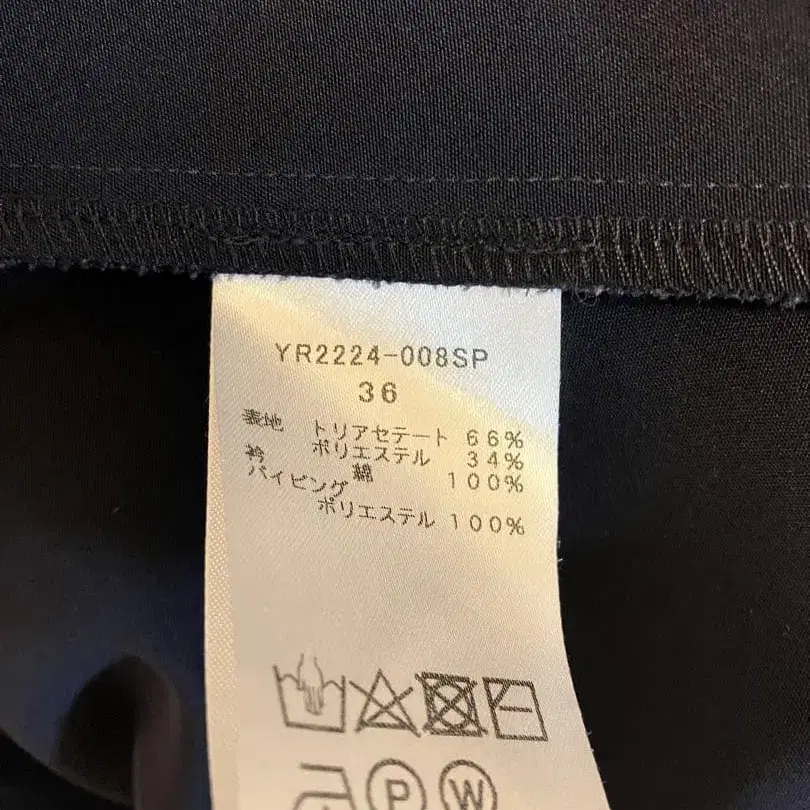 YR2224-008SP
36
表地 トリアセテート 66%
ポリエステル 34%
衿 綿 100%
パイピング
ポリエステル 100%
P W